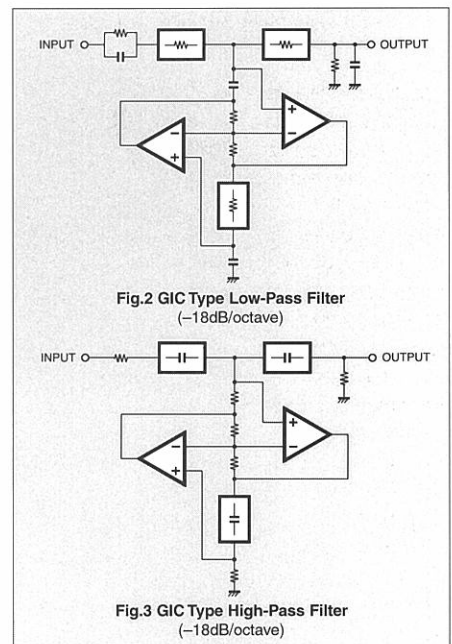 INPUT
OUTPUT
+
−
−
+
Fig.2 GIC Type Low-Pass Filter
(−18dB/octave)
INPUT
OUTPUT
+
−
−
+
Fig.3 GIC Type High-Pass Filter
(−18dB/octave)